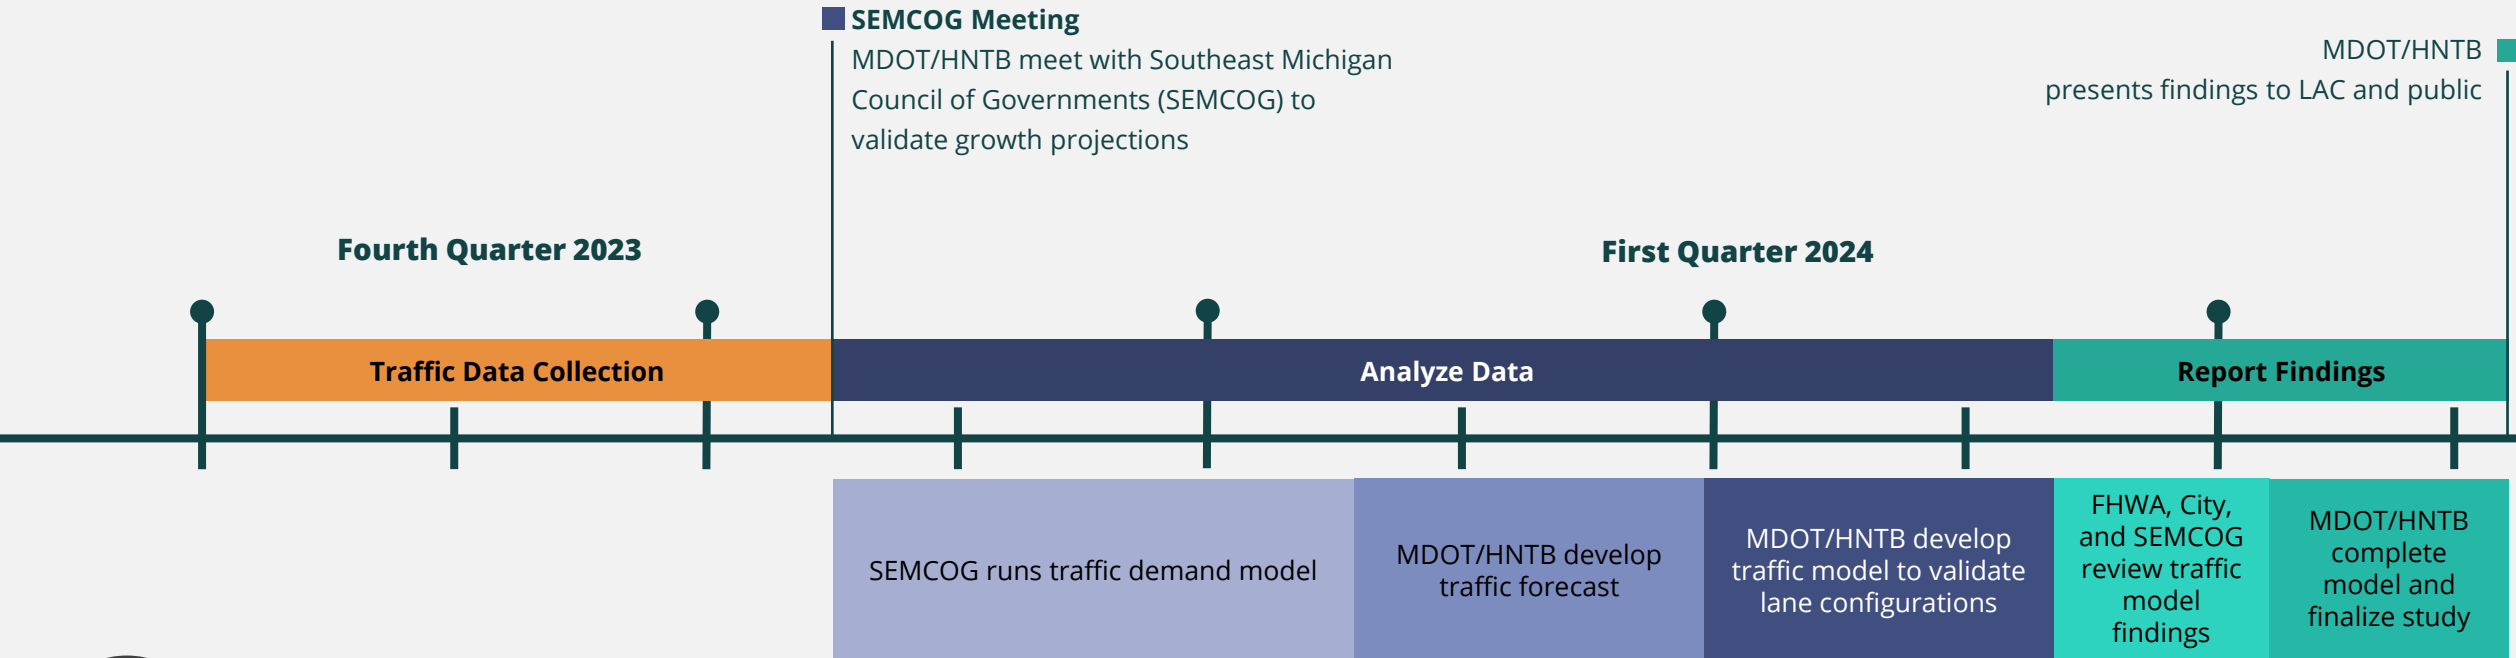 SEMCOG Meeting
MDOT/HNTB meet with Southeast Michigan
Council of Governments (SEMCOG) to
validate growth projections
MDOT/HNTB
presents findings to LAC and public
Fourth Quarter 2023
First Quarter 2024
Traffic Data Collection
Analyze Data
Report Findings
SEMCOG runs traffic demand model
MDOT/HNTB develop
traffic forecast
MDOT/HNTB develop
traffic model to validate
lane configurations
FHWA, City,
and SEMCOG
review traffic
model
findings
MDOT/HNTB
complete
model and
finalize study